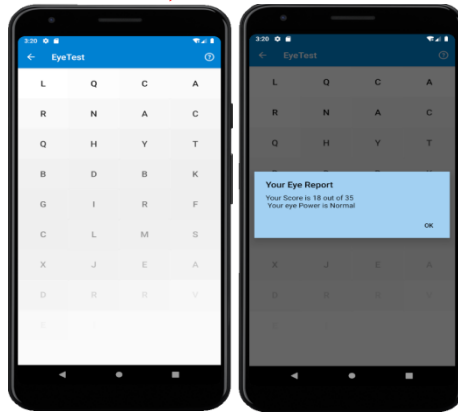 3:20
EyeTest
L Q C A
R N A C
Q H Y T
B D B K
G I R F
C L M S
X J E A
D R R V
E
3:20
EyeTest
L Q C A
R N A C
Q H Y T
Your Eye Report
Your Score is 18 out of 35
Your eye Power is Normal
OK
X J E A
D R R V